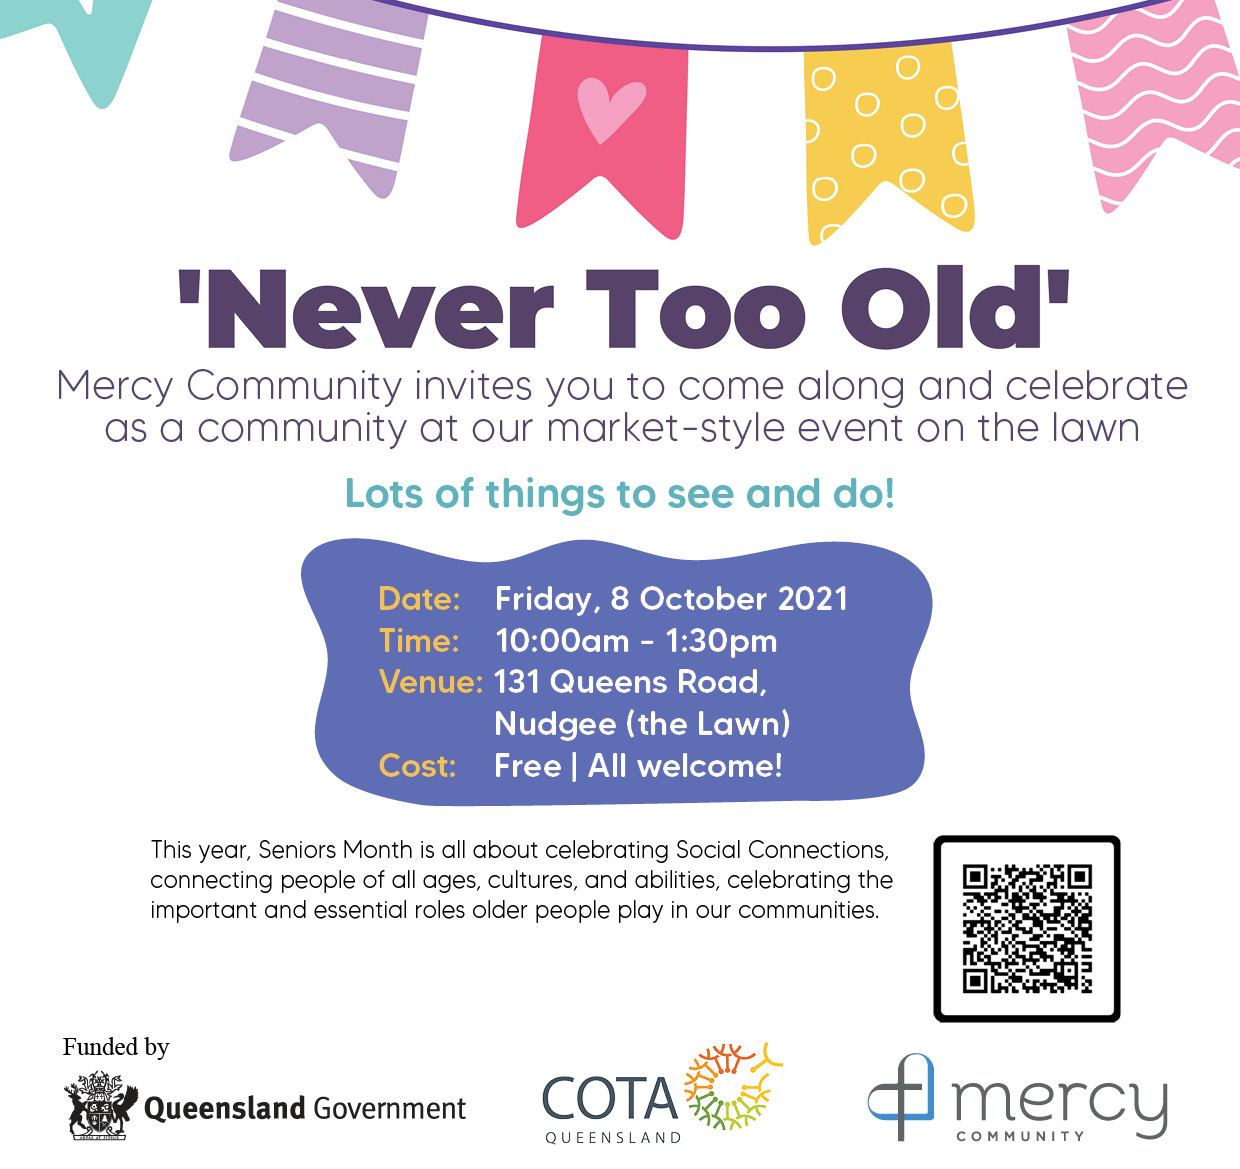 'Never Too Old'
Mercy Community invites you to come along and celebrate
as a community at our market-style event on the lawn
Lots of things to see and do!
Date: Friday, 8 October 2021
Time: 10:00am - 1:30pm
Venue: 131 Queens Road,
Nudgee (the Lawn)
Cost: Free | All welcome!
This year, Seniors Month is all about celebrating Social Connections,
connecting people of all ages, cultures, and abilities, celebrating the
important and essential roles older people play in our communities.
Funded by
Queensland Government
COTA
QUEENSLAND
mercy
COMMUNITY